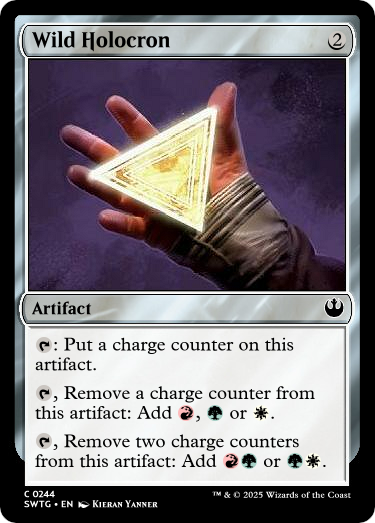 Wild Holocron 2
Artifact
: Put a charge counter on this
artifact.
, Remove a charge counter from
this artifact: Add , or .
, Remove two charge counters
from this artifact: Add or .
C 0244
SWTG • EN KIERAN YANNER
™ & © 2025 Wizards of the Coast